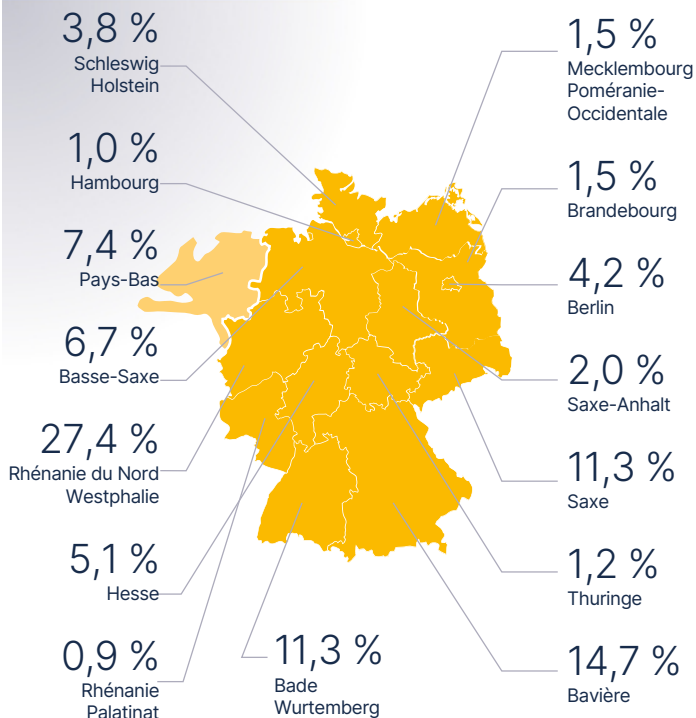 3,8 %
Schleswig
Holstein
1,0 %
Hambourg
7,4 %
Pays-Bas
6,7 %
Basse-Saxe
27,4 %
Rhénanie du Nord
Westphalie
5,1 %
Hesse
0,9 %
Rhénanie
Palatinat
11,3 %
Bade
Wurtemberg
1,5 %
Mecklembourg
Poméranie-
Occidentale
1,5 %
Brandebourg
4,2 %
Berlin
2,0 %
Saxe-Anhalt
11,3 %
Saxe
1,2 %
Thuringe
14,7 %
Bavière